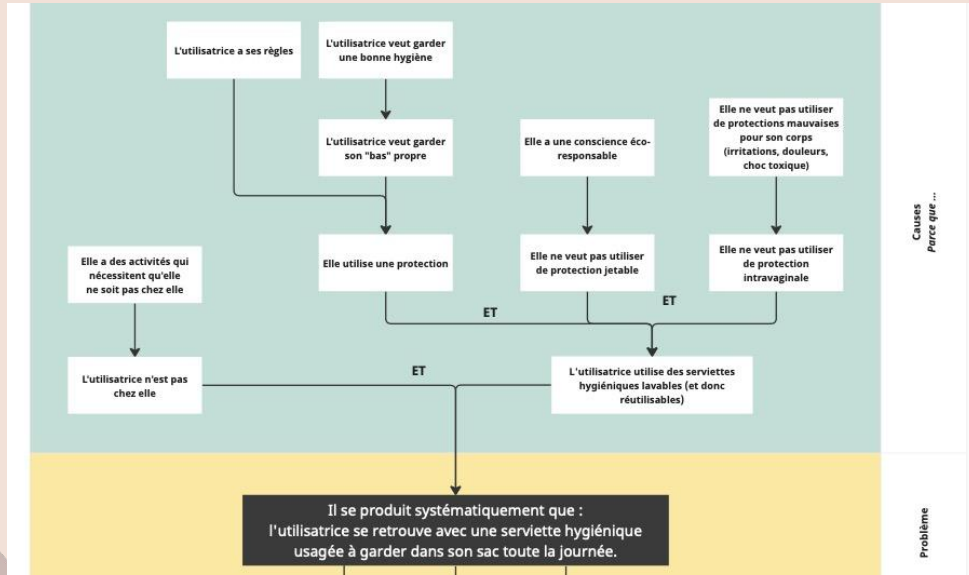 L'utilisatrice a ses règles
L'utilisatrice veut garder
une bonne hygiène
L'utilisatrice veut garder
son "bas" propre
Elle a une conscience éco-
responsable
Elle ne veut pas utiliser
de protections mauvaises
pour son corps
(irritations, douleurs,
choc toxique)
Elle a des activités qui
nécessitent qu'elle
ne soit pas chez elle
Elle utilise une protection
Elle ne veut pas utiliser
de protection jetable
Elle ne veut pas utiliser
de protection
intravaginale
ET
ET
L'utilisatrice n'est pas
chez elle
ET
L'utilisatrice utilise des serviettes
hygiéniques lavables (et donc
réutilisables)
Causes
Parce que ...
Il se produit systématiquement que :
l'utilisatrice se retrouve avec une serviette hygiénique
usagée à garder dans son sac toute la journée.
Problème